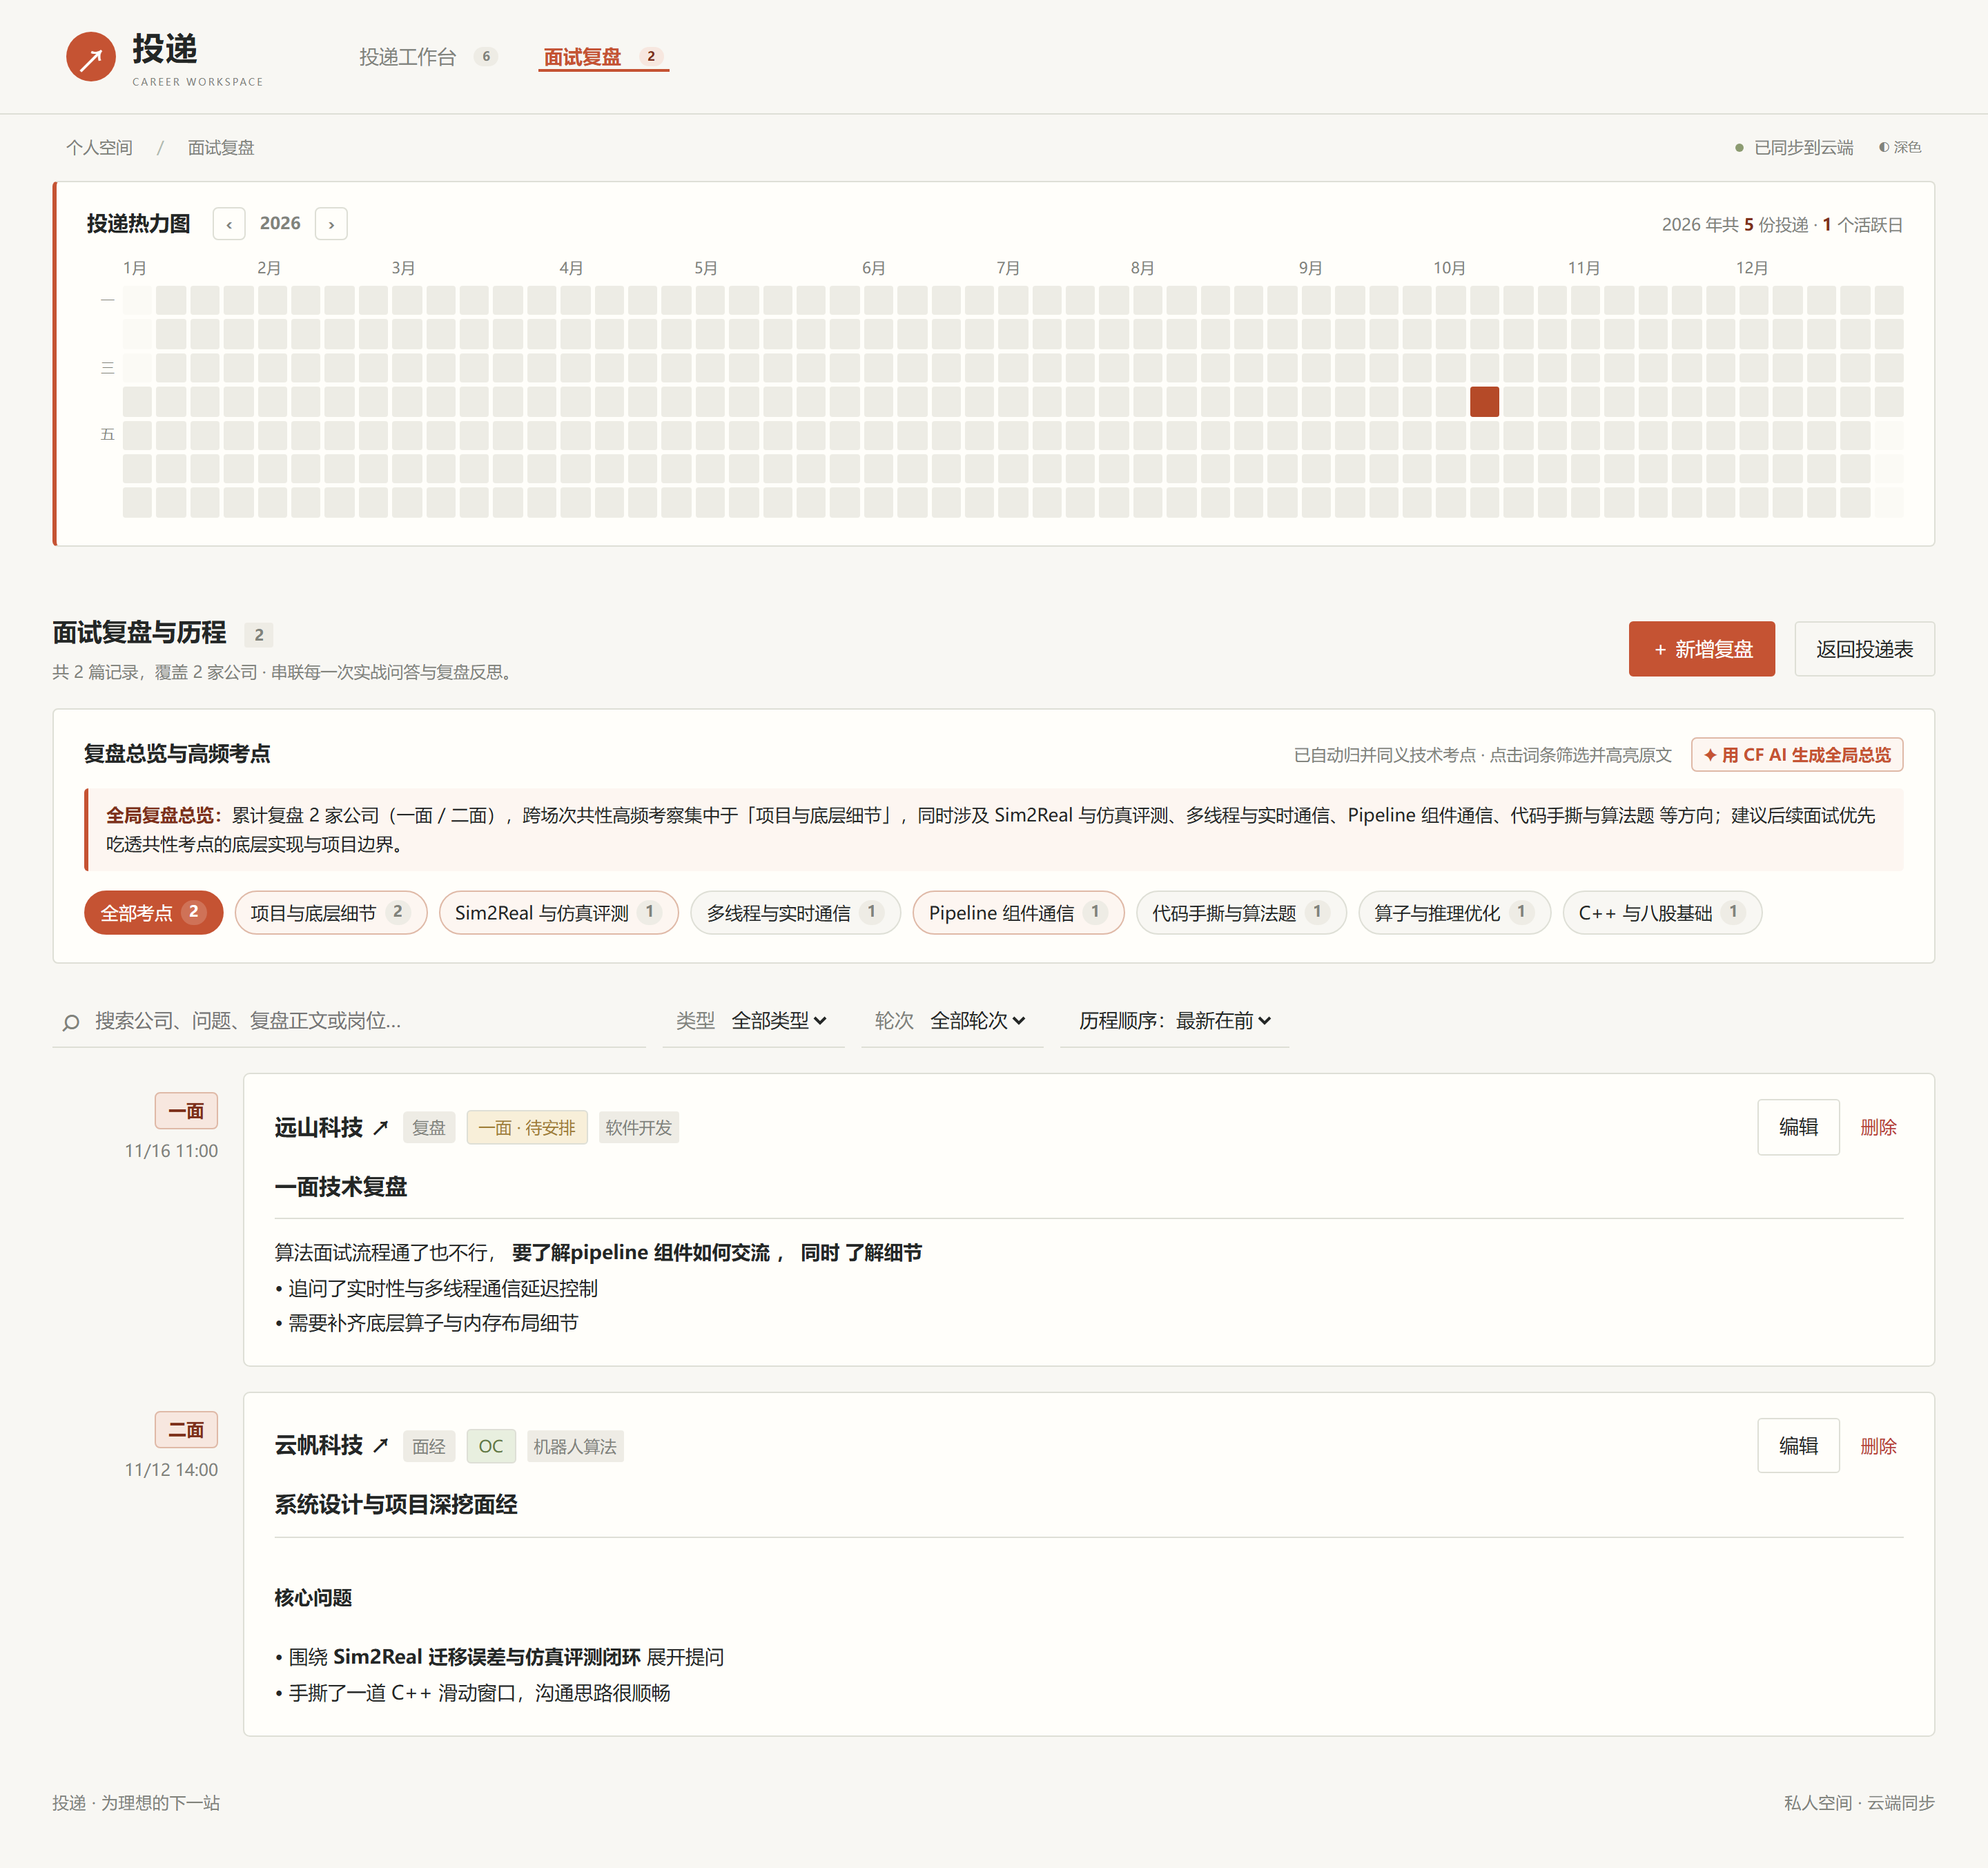 投递
CAREER WORKSPACE
投递工作台 6 面试复盘 2
个人空间 / 面试复盘
已同步到云端 深色
投递热力图 ‹ 2026 ›
2026 年共 5 份投递 · 1 个活跃日
1月 2月 3月 4月 5月 6月 7月 8月 9月 10月 11月 12月
一
三
五
面试复盘与历程 2
共 2 篇记录，覆盖 2 家公司 · 串联每一次实战问答与复盘反思。
+ 新增复盘 返回投递表
复盘总览与高频考点
已自动归并同义技术考点 · 点击词条筛选并高亮原文 ✦ 用 CF AI 生成全局总览
全局复盘总览：累计复盘 2 家公司（一面 / 二面），跨场次共性高频考察集中于「项目与底层细节」，同时涉及 Sim2Real 与仿真评测、多线程与实时通信、Pipeline 组件通信、代码手撕与算法题 等方向；建议后续面试优先
吃透共性考点的底层实现与项目边界。
全部考点 2 项目与底层细节 2 Sim2Real 与仿真评测 1 多线程与实时通信 1 Pipeline 组件通信 1 代码手撕与算法题 1 算子与推理优化 1 C++ 与八股基础 1
搜索公司、问题、复盘正文或岗位... 类型 全部类型 轮次 全部轮次 历程顺序：最新在前
一面
11/16 11:00
远山科技 ↗ 复盘 一面 · 待安排 软件开发 编辑 删除
一面技术复盘
算法面试流程通了也不行， 要了解pipeline 组件如何交流 ， 同时 了解细节
• 追问了实时性与多线程通信延迟控制
• 需要补齐底层算子与内存布局细节
二面
11/12 14:00
云帆科技 ↗ 面经 OC 机器人算法 编辑 删除
系统设计与项目深挖面经
核心问题
• 围绕 Sim2Real 迁移误差与仿真评测闭环 展开提问
• 手撕了一道 C++ 滑动窗口，沟通思路很顺畅
投递 · 为理想的下一站
私人空间 · 云端同步